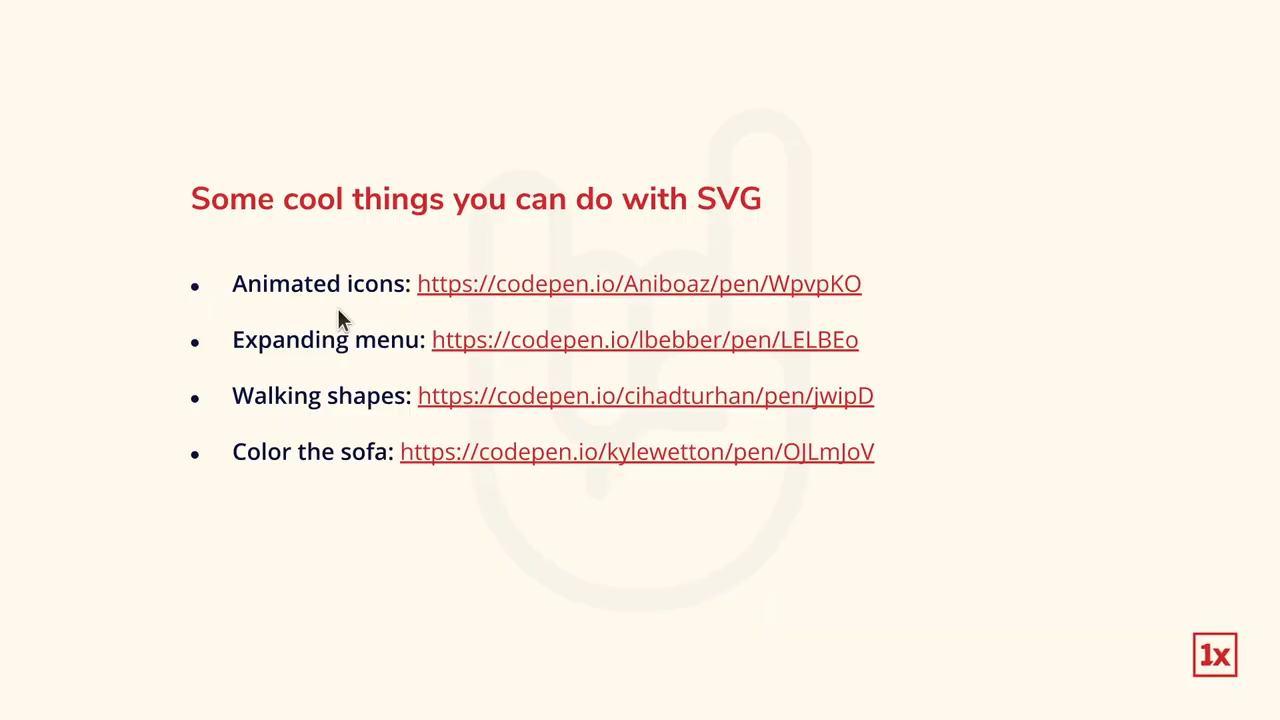 Some cool things you can do with SVG
• Animated icons: https://codepen.io/Aniboaz/pen/WpvpKO
• Expanding menu: https://codepen.io/lbebber/pen/LELBEo
• Walking shapes: https://codepen.io/cihadturhan/pen/jwipD
• Color the sofa: https://codepen.io/kylewetton/pen/OJLmJoV
1x